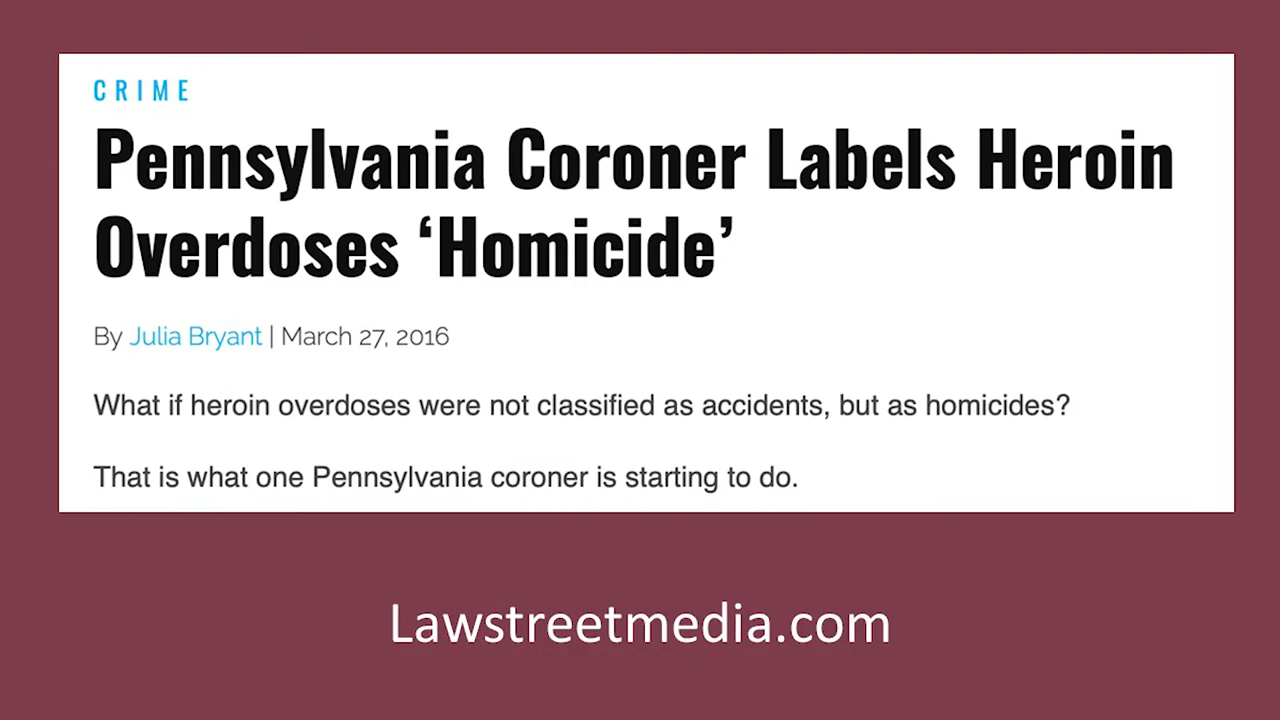 CRIME
Pennsylvania Coroner Labels Heroin
Overdoses ‘Homicide’
By Julia Bryant | March 27, 2016
What if heroin overdoses were not classified as accidents, but as homicides?
That is what one Pennsylvania coroner is starting to do.
Lawstreetmedia.com